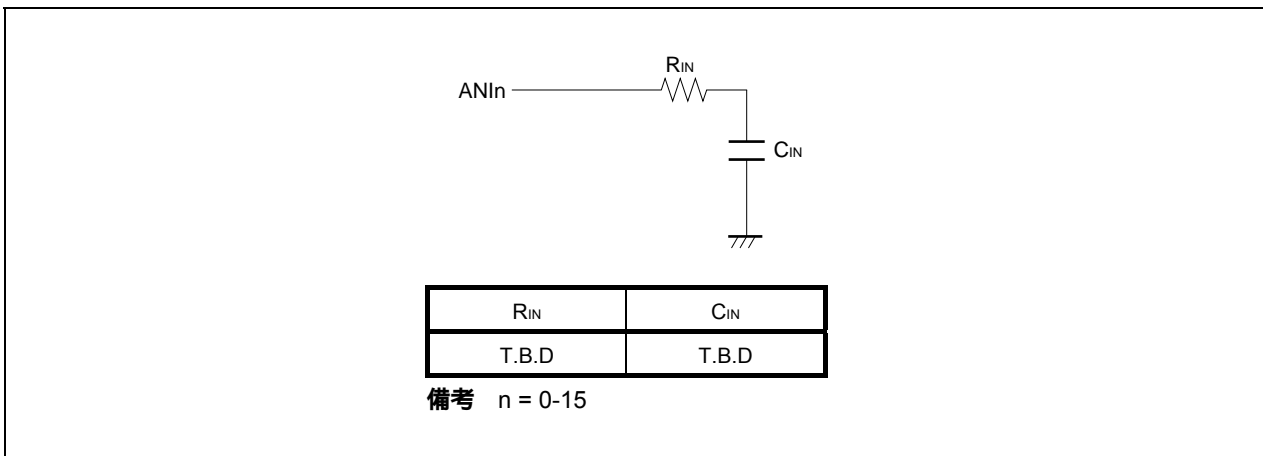 RIN
ANIn
CIN
RIN CIN
T.B.D T.B.D
備考 n = 0-15